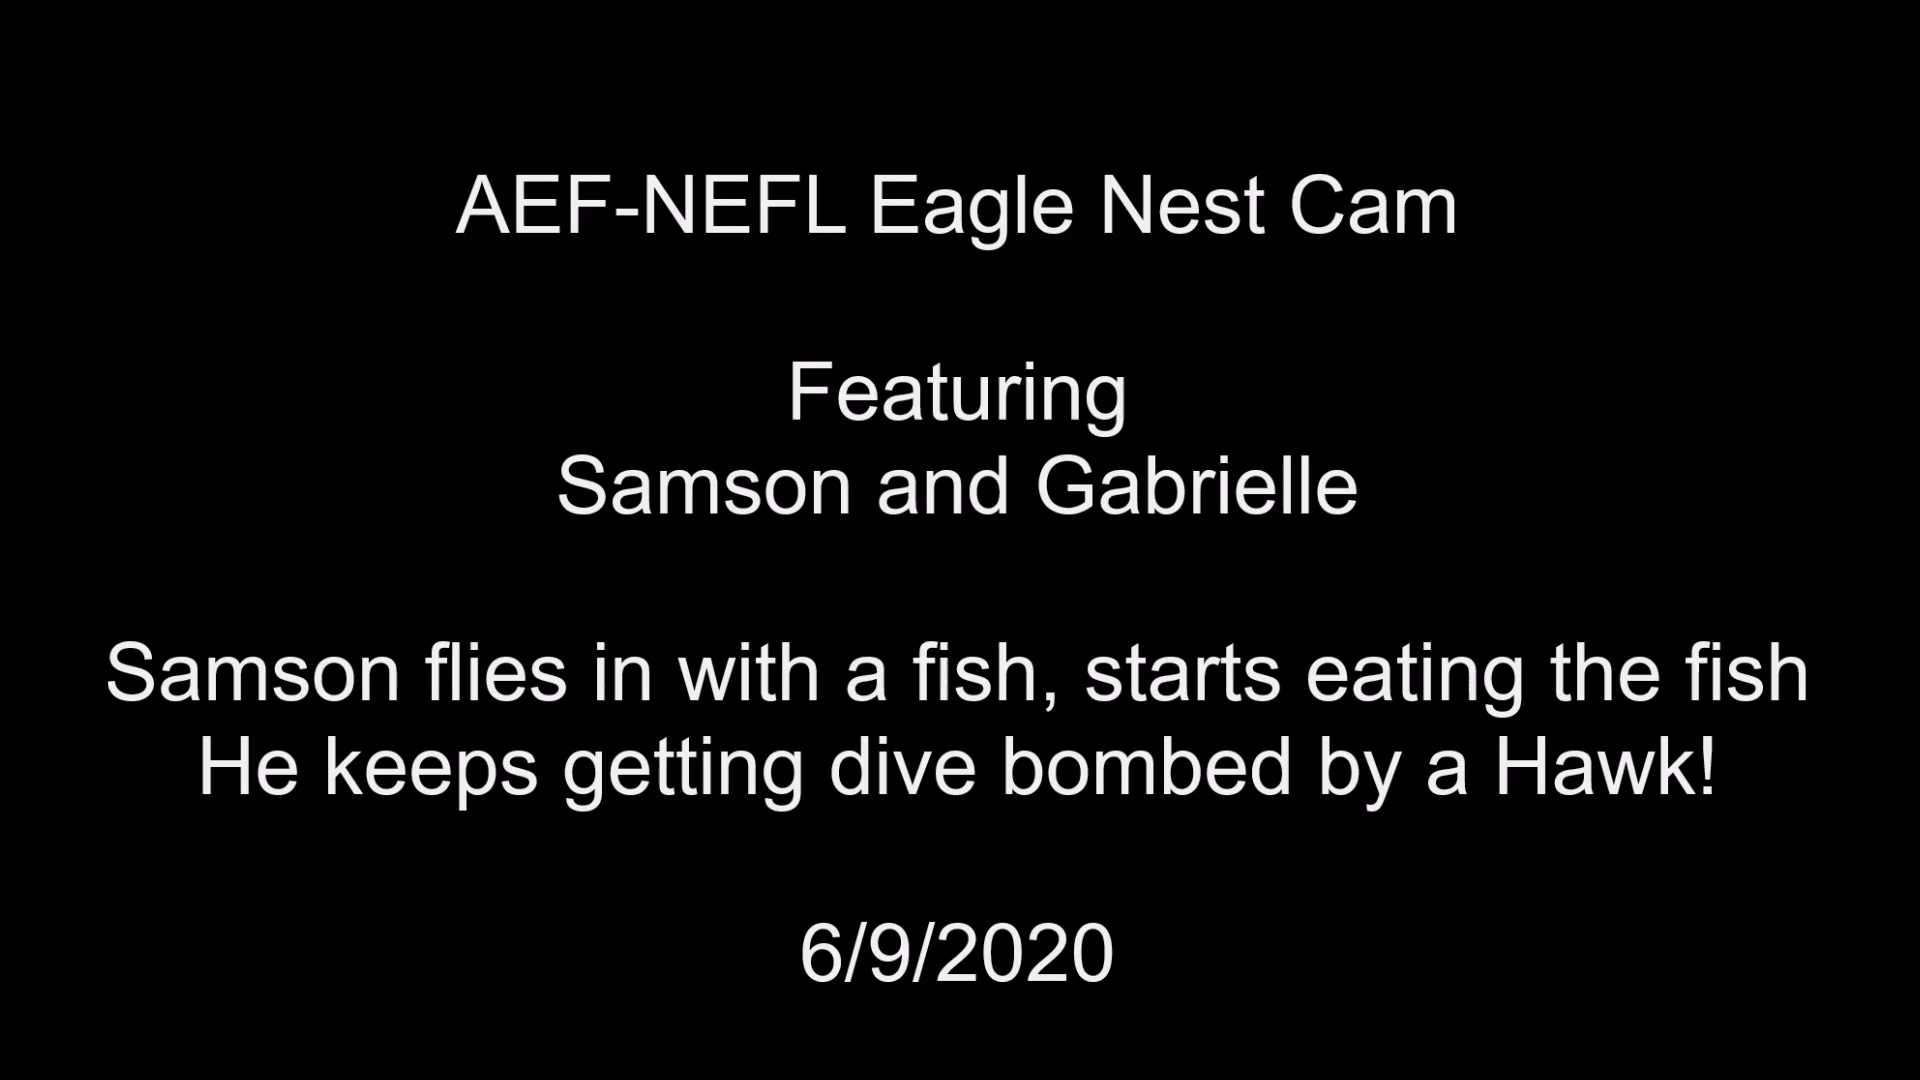 AEF-NEFL Eagle Nest Cam
Featuring
Samson and Gabrielle
Samson flies in with a fish, starts eating the fish
He keeps getting dive bombed by a Hawk!
6/9/2020